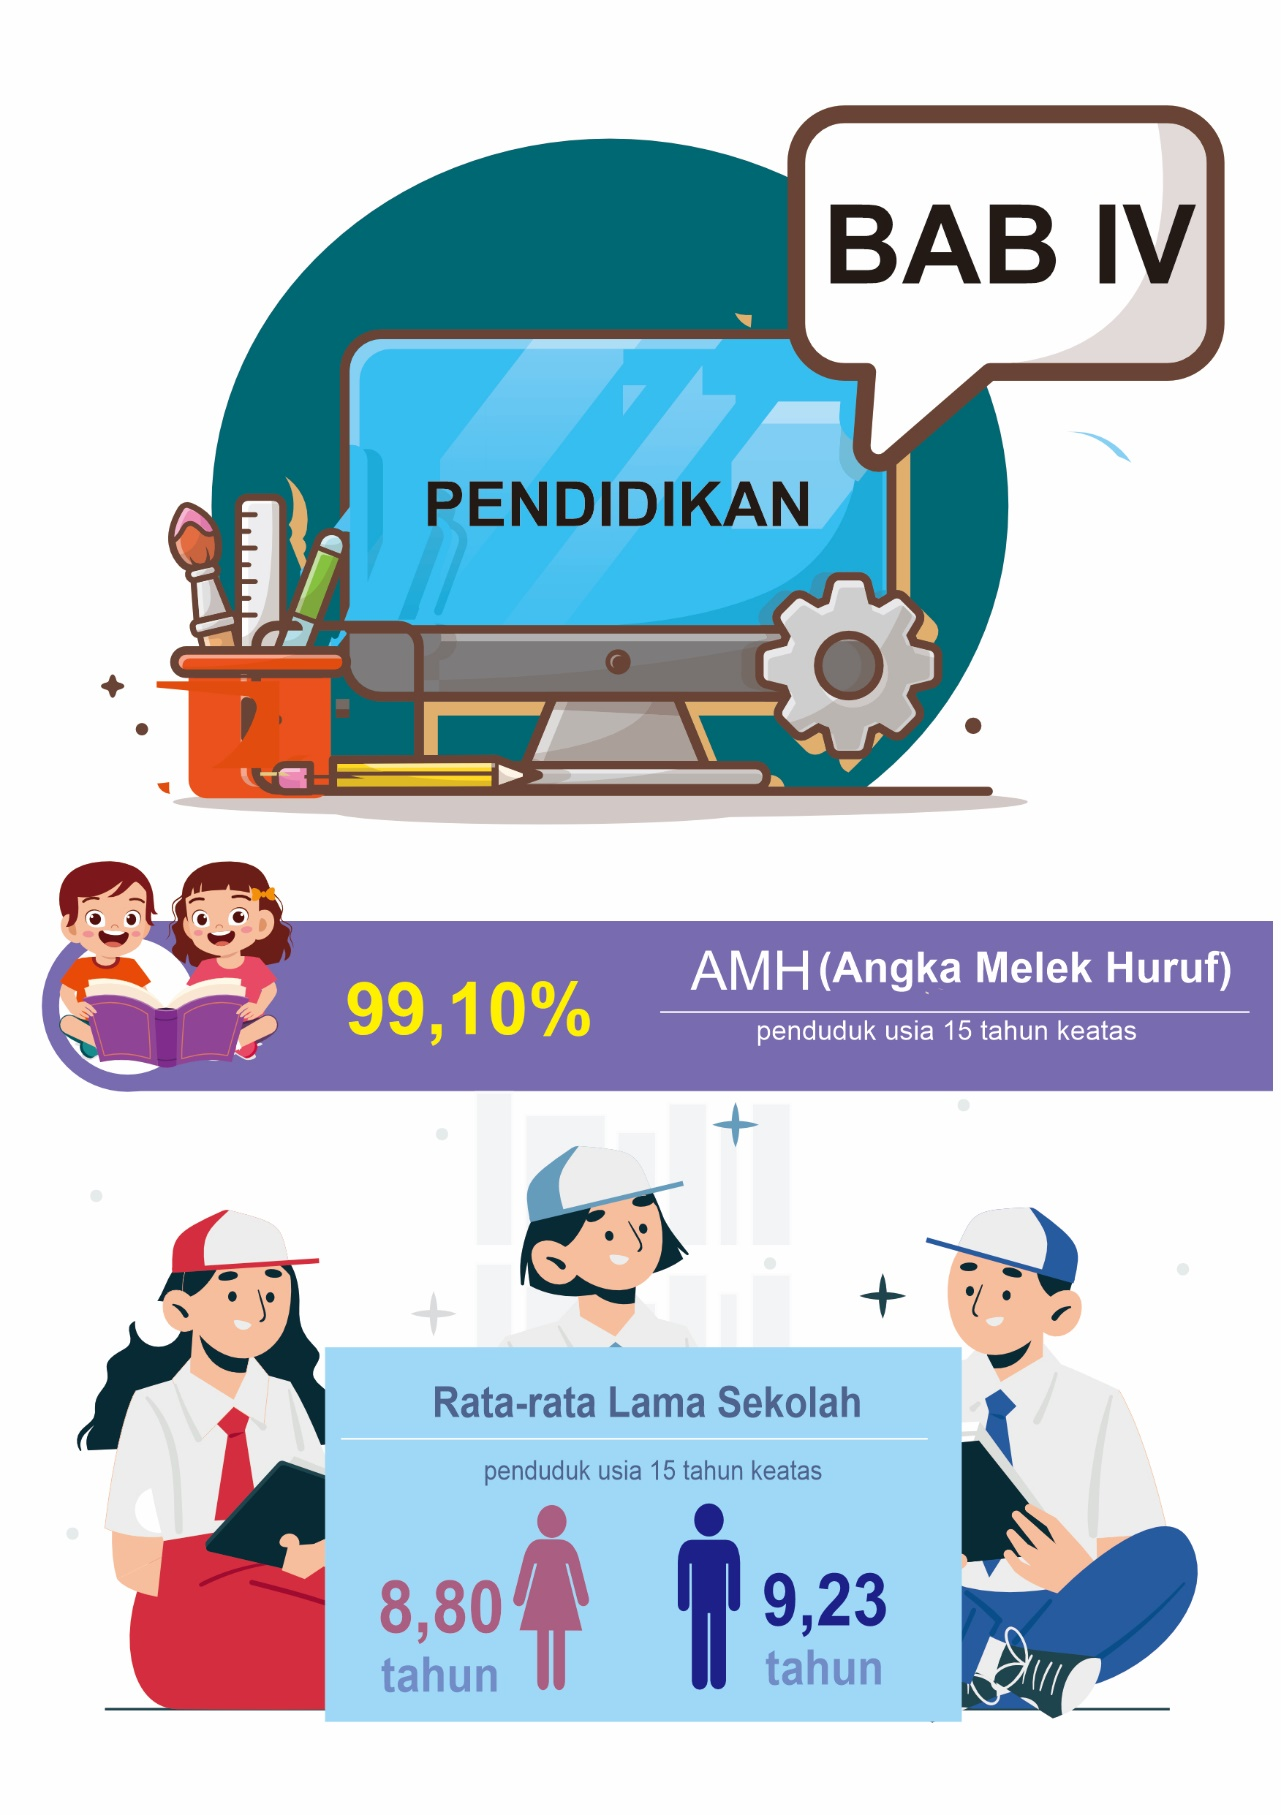 BAB IV
PENDIDIKAN
99,10%
AMH (Angka Melek Huruf)
penduduk usia 15 tahun keatas
Rata-rata Lama Sekolah
penduduk usia 15 tahun keatas
8,80
tahun
9,23
tahun